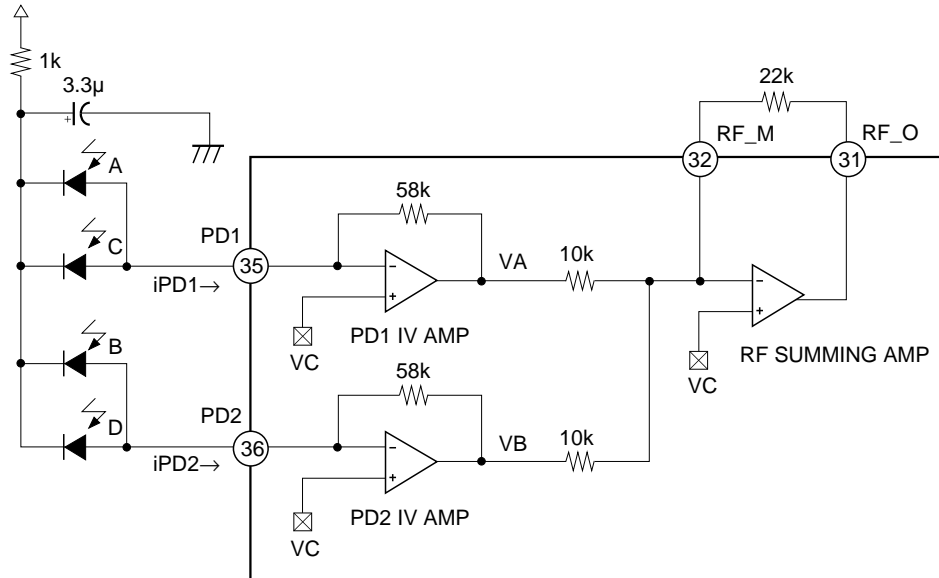 1k
3.3µ
+
22k
RF_M
RF_O
32
31
A
58k
C
PD1
35
VA
10k
iPD1→
VC
PD1 IV AMP
RF SUMMING AMP
VC
B
58k
D
PD2
36
VB
10k
iPD2→
VC
PD2 IV AMP